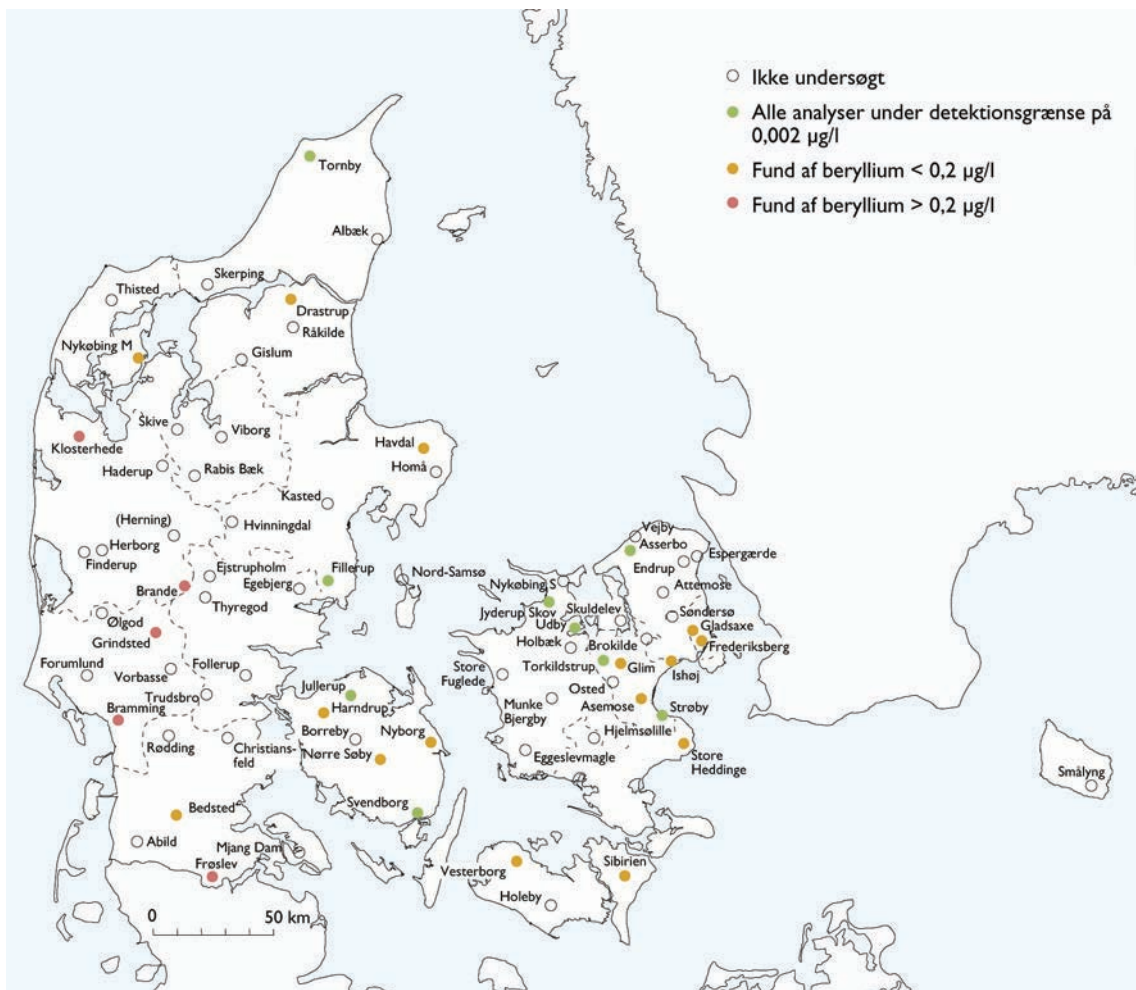 Ikke undersøgt
Alle analyser under detektionsgrænse på
0,002 µg/l
Fund af beryllium < 0,2 µg/l
Fund af beryllium > 0,2 µg/l
Tornby
Albæk
Skerping
Thisted
Drastrup
Råkilde
Nykøbing M
Gislum
Skive
Viborg
Klosterhede
Havdal
Haderup
Rabis Bæk
Homå
Kasted
(Herning)
Hvinningdal
Herborg
Finderup
Ejstrupholm
Egebjerg
Fillerup
Nord-Samsø
Brande
Thyregod
Ølgod
Grindsted
Forumlund
Vorbasse
Follerup
Trudsbro
Bramming
Rødding
Christians-
feld
Bedsted
Abild
Mjang Dam
Frøslev
Jullerup
Harndrup
Borreby
Nyborg
Nørre Søby
Svendborg
Vejby
Asserbo
Espergærde
Endrup
Nykøbing S
Attemose
Jyderup Skov
Skuldelev
Udby
Søndersø
Gladsaxe
Holbæk
Brokilde
Frederiksberg
Store
Fuglede
Torkildstrup
Glim
Ishøj
Osted
Munke
Bjergby
Asemose
Strøby
Hjelmsølille
Eggeslevmagle
Store
Heddinge
Smålyng
Vesterborg
Sibirien
Holeby
0
50 km